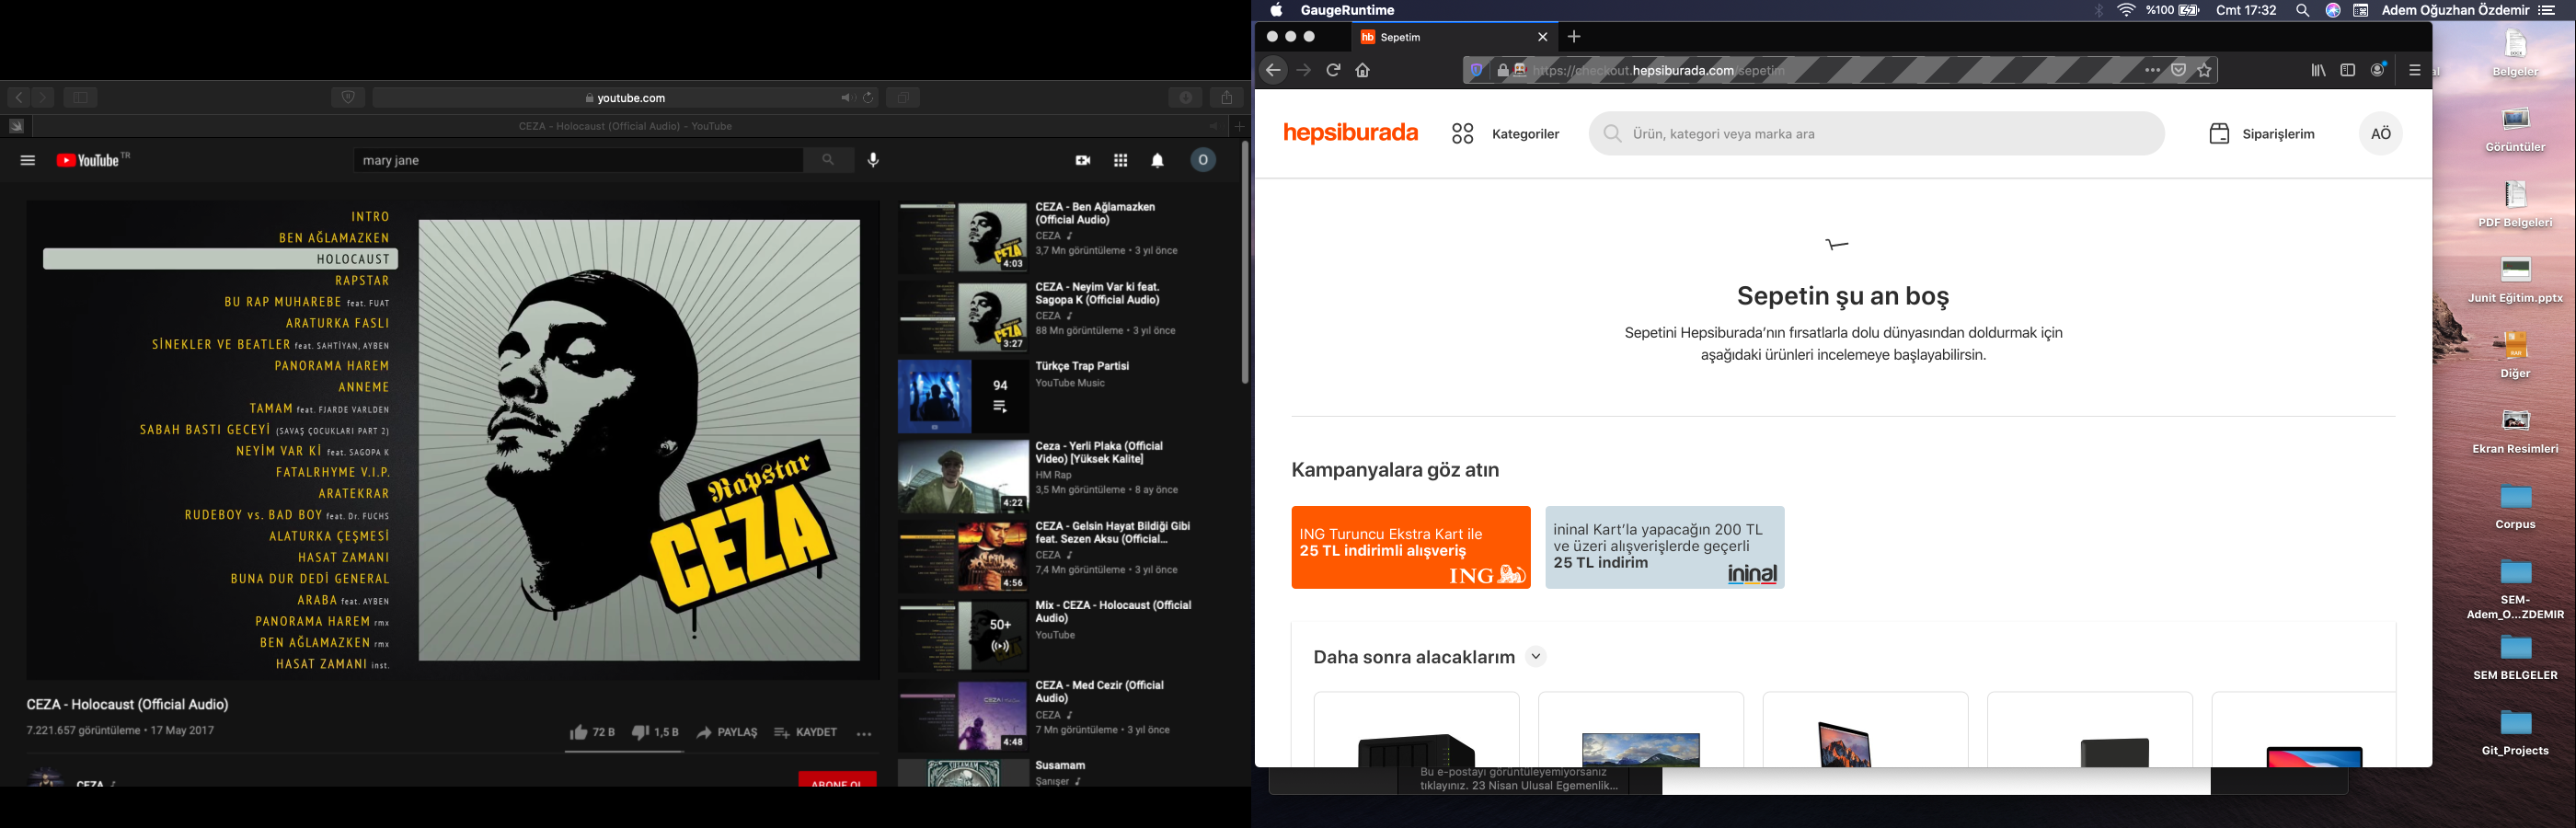 youtube.com
CEZA - Holocaust (Official Audio) - YouTube
YouTube TR
mary jane
O
INTRO
BEN AĞLAMAZKEN
HOLOCAUST
RAPSTAR
BU RAP MUHAREBE feat. FUAT
ARATURKA FASLI
SİNEKLER VE BEATLER feat. SAHTİYAN, AYBEN
PANORAMA HAREM
ANNEME
TAMAM feat. FJARDE VARLDEN
SABAH BASTI GECEYİ (SAVAŞ ÇOCUKLARI PART 2)
NEYİM VAR Kİ feat. SAGOPA K
FATALRHYME V.I.P.
ARATEKRAR
RUDEBOY vs. BAD BOY feat. Dr. FUCHS
ALATURKA ÇEŞMESİ
HASAT ZAMANI
BUNA DUR DEDİ GENERAL
ARABA feat. AYBEN
PANORAMA HAREM rmx
BEN AĞLAMAZKEN rmx
HASAT ZAMANI inst.
Rapstar
CEZA
CEZA - Holocaust (Official Audio)
7.221.657 görüntüleme • 17 May 2017
72 B
1,5 B
PAYLAŞ
KAYDET
CEZA
ABONE OL
CEZA - Ben Ağlamazken
(Official Audio)
CEZA
3,7 Mn görüntüleme • 3 yıl önce
4:03
CEZA - Neyim Var ki feat.
Sagopa K (Official Audio)
CEZA
88 Mn görüntüleme • 3 yıl önce
3:27
Türkçe Trap Partisi
YouTube Music
94
Ceza - Yerli Plaka (Official
Video) [Yüksek Kalite]
HM Rap
3,5 Mn görüntüleme • 8 ay önce
4:22
CEZA - Gelsin Hayat Bildiği Gibi
feat. Sezen Aksu (Official...
CEZA
7,4 Mn görüntüleme • 3 yıl önce
4:56
Mix - CEZA - Holocaust (Official
Audio)
YouTube
50+
CEZA - Med Cezir (Official
Audio)
CEZA
7 Mn görüntüleme • 3 yıl önce
4:48
Susamam
Şanışer
GaugeRuntime
%100
Cmt 17:32
Adem Oğuzhan Özdemir
hb Sepetim
https://checkout.hepsiburada.com/sepetim
hepsiburada
Kategoriler
Ürün, kategori veya marka ara
Siparişlerim
AÖ
Sepetin şu an boş
Sepetini Hepsiburada’nın fırsatlarla dolu dünyasından doldurmak için
aşağıdaki ürünleri incelemeye başlayabilirsin.
Kampanyalara göz atın
ING Turuncu Ekstra Kart ile
25 TL indirimli alışveriş
ING
ininal Kart’la yapacağın 200 TL
ve üzeri alışverişlerde geçerli
25 TL indirim
ininal
Daha sonra alacaklarım
Bu e-postayı görüntüleyemiyorsanız
tıklayınız. 23 Nisan Ulusal Egemenlik...
Belgeler
Görüntüler
PDF Belgeleri
Junit Eğitim.pptx
Diğer
Ekran Resimleri
Corpus
SEM-
Adem_O...ZDEMIR
SEM BELGELER
Git_Projects